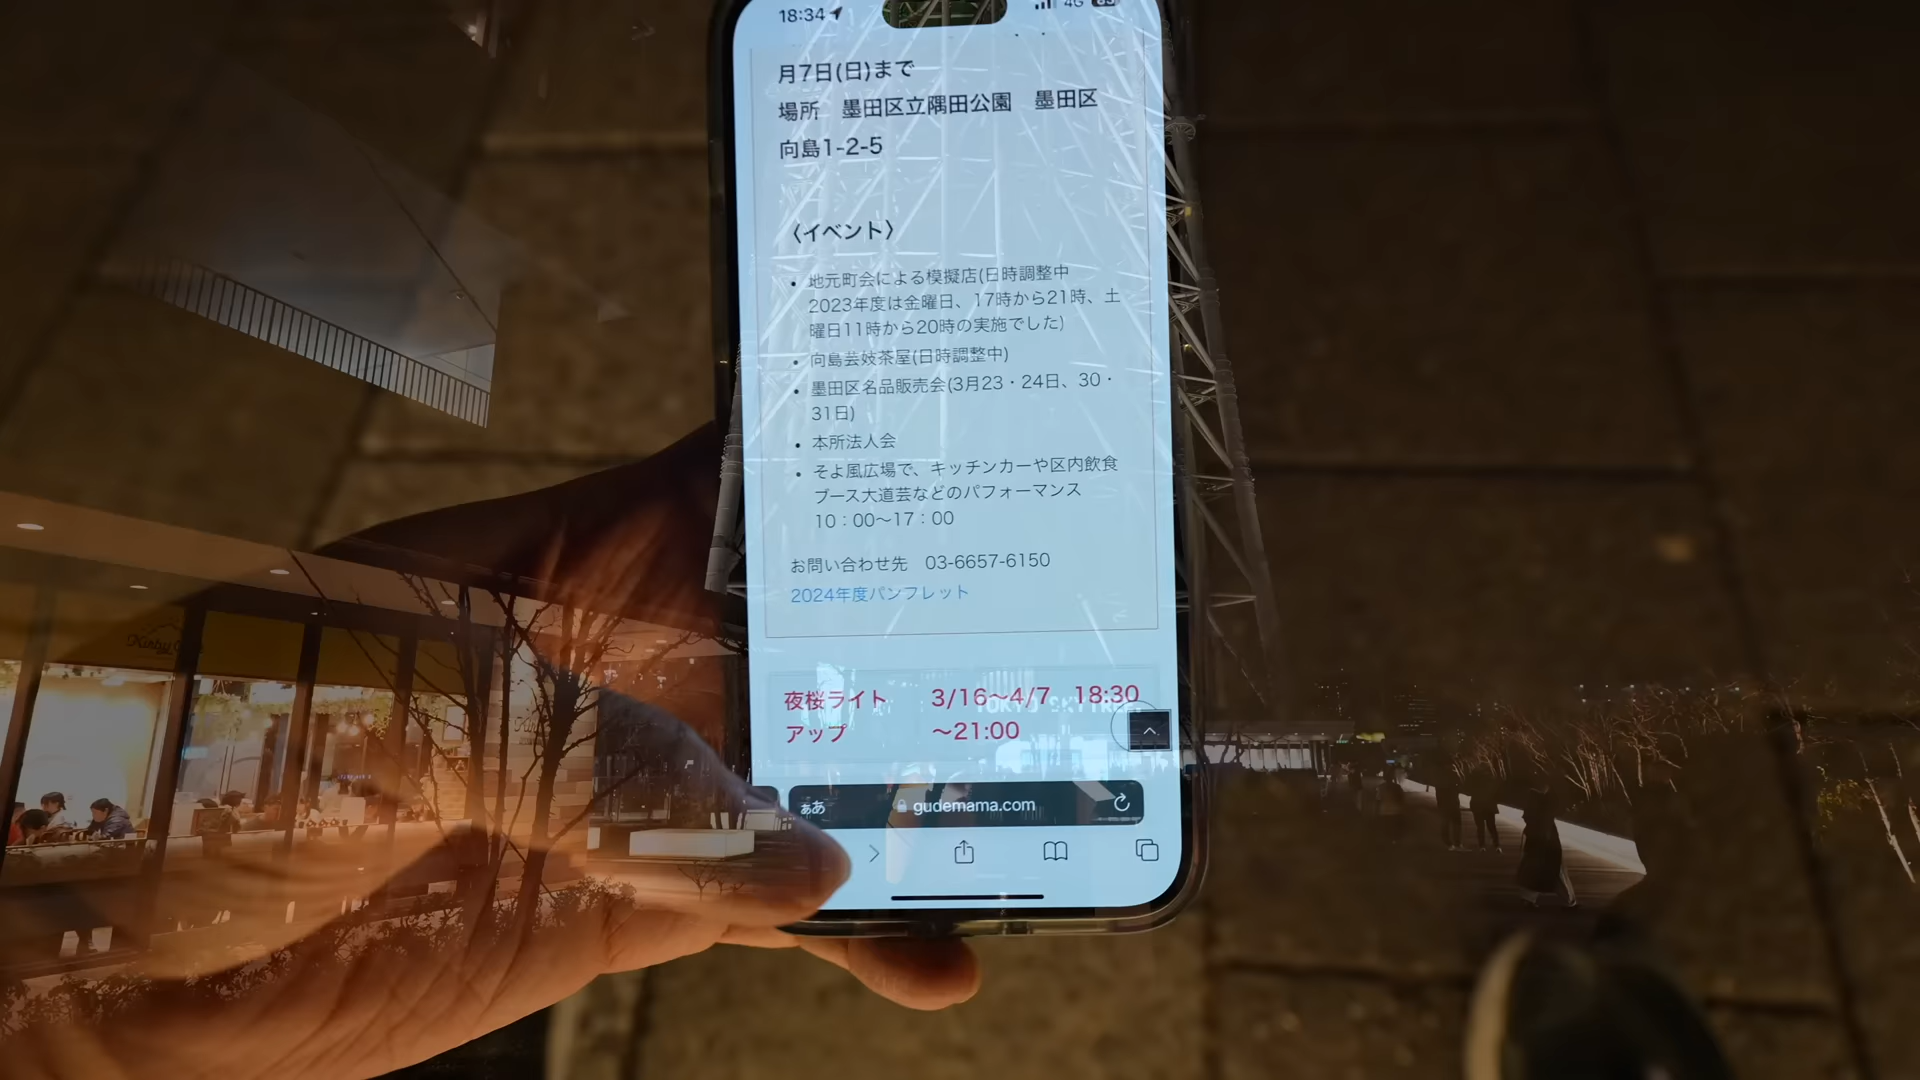 18:34
4G
月7日(日)まで
場所　墨田区立隅田公園　墨田区
向島1-2-5
〈イベント〉
• 地元町会による模擬店(日時調整中
2023年度は金曜日、17時から21時、土
曜日11時から20時の実施でした)
• 向島芸妓茶屋(日時調整中)
• 墨田区名品販売会(3月23・24日、30・
31日)
• 本所法人会
• そよ風広場で、キッチンカーや区内飲食
ブース大道芸などのパフォーマンス
10：00〜17：00
お問い合わせ先　03-6657-6150
2024年度パンフレット
夜桜ライト　3/16〜4/7　18:30
アップ　〜21:00
TOKYO SKYTREE
ぁあ gudemama.com
Kirby